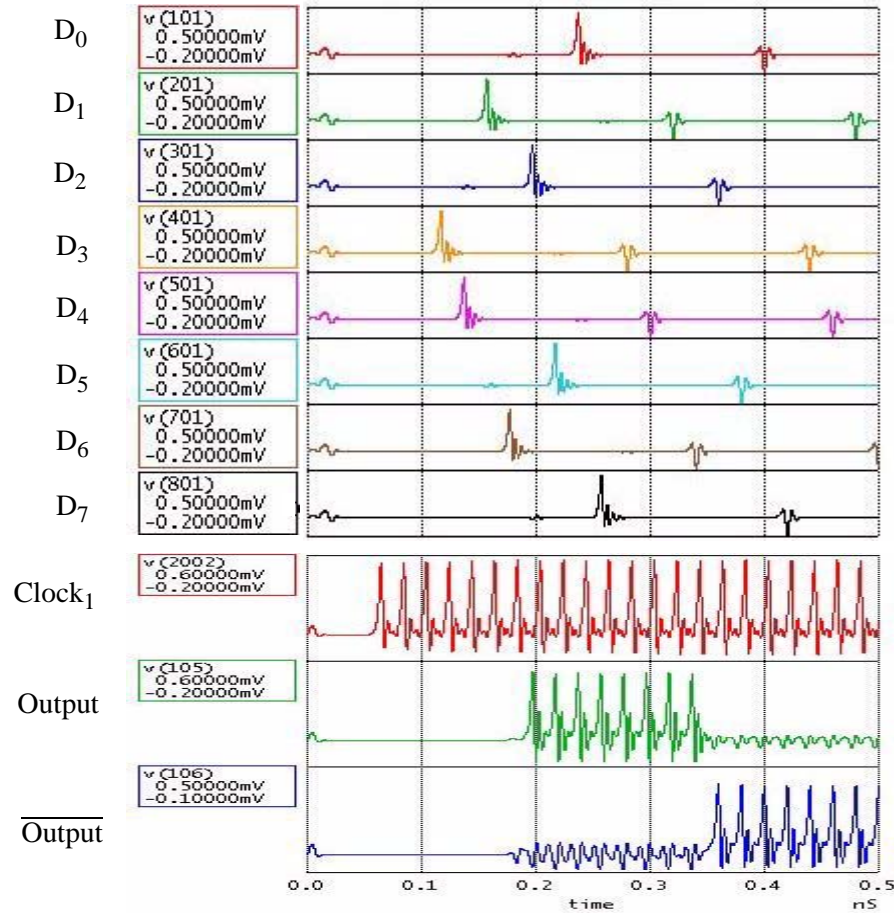 D0
v(101)
0.50000mV
-0.20000mV
D1
v(201)
0.50000mV
-0.20000mV
D2
v(301)
0.50000mV
-0.20000mV
D3
v(401)
0.50000mV
-0.20000mV
D4
v(501)
0.50000mV
-0.20000mV
D5
v(601)
0.50000mV
-0.20000mV
D6
v(701)
0.50000mV
-0.20000mV
D7
v(801)
0.50000mV
-0.20000mV
Clock1
v(2002)
0.60000mV
-0.20000mV
Output
v(105)
0.60000mV
-0.20000mV
Output
v(106)
0.50000mV
-0.10000mV
0.0 0.1 0.2 0.3 0.4 0.5
time nS